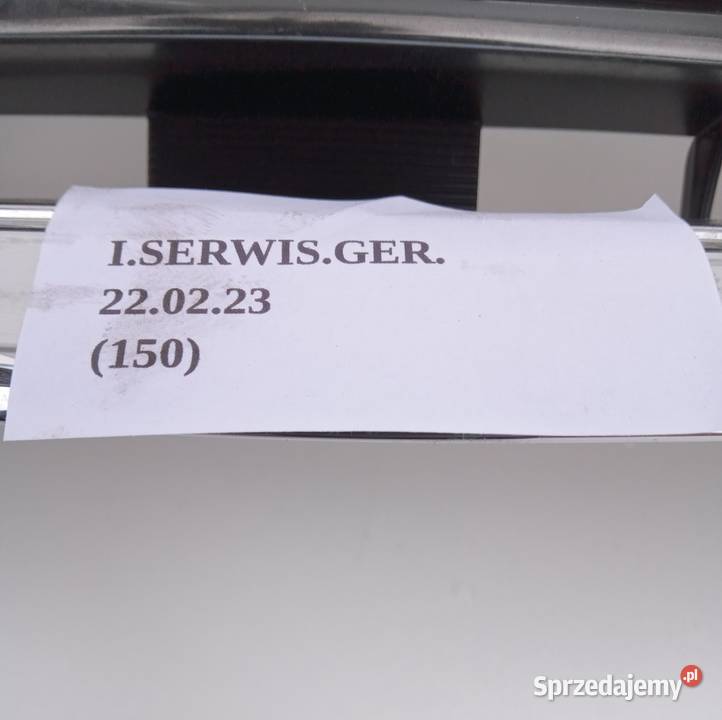 I.SERWIS.GER.
22.02.23
(150)
Sprzedajemy.pl